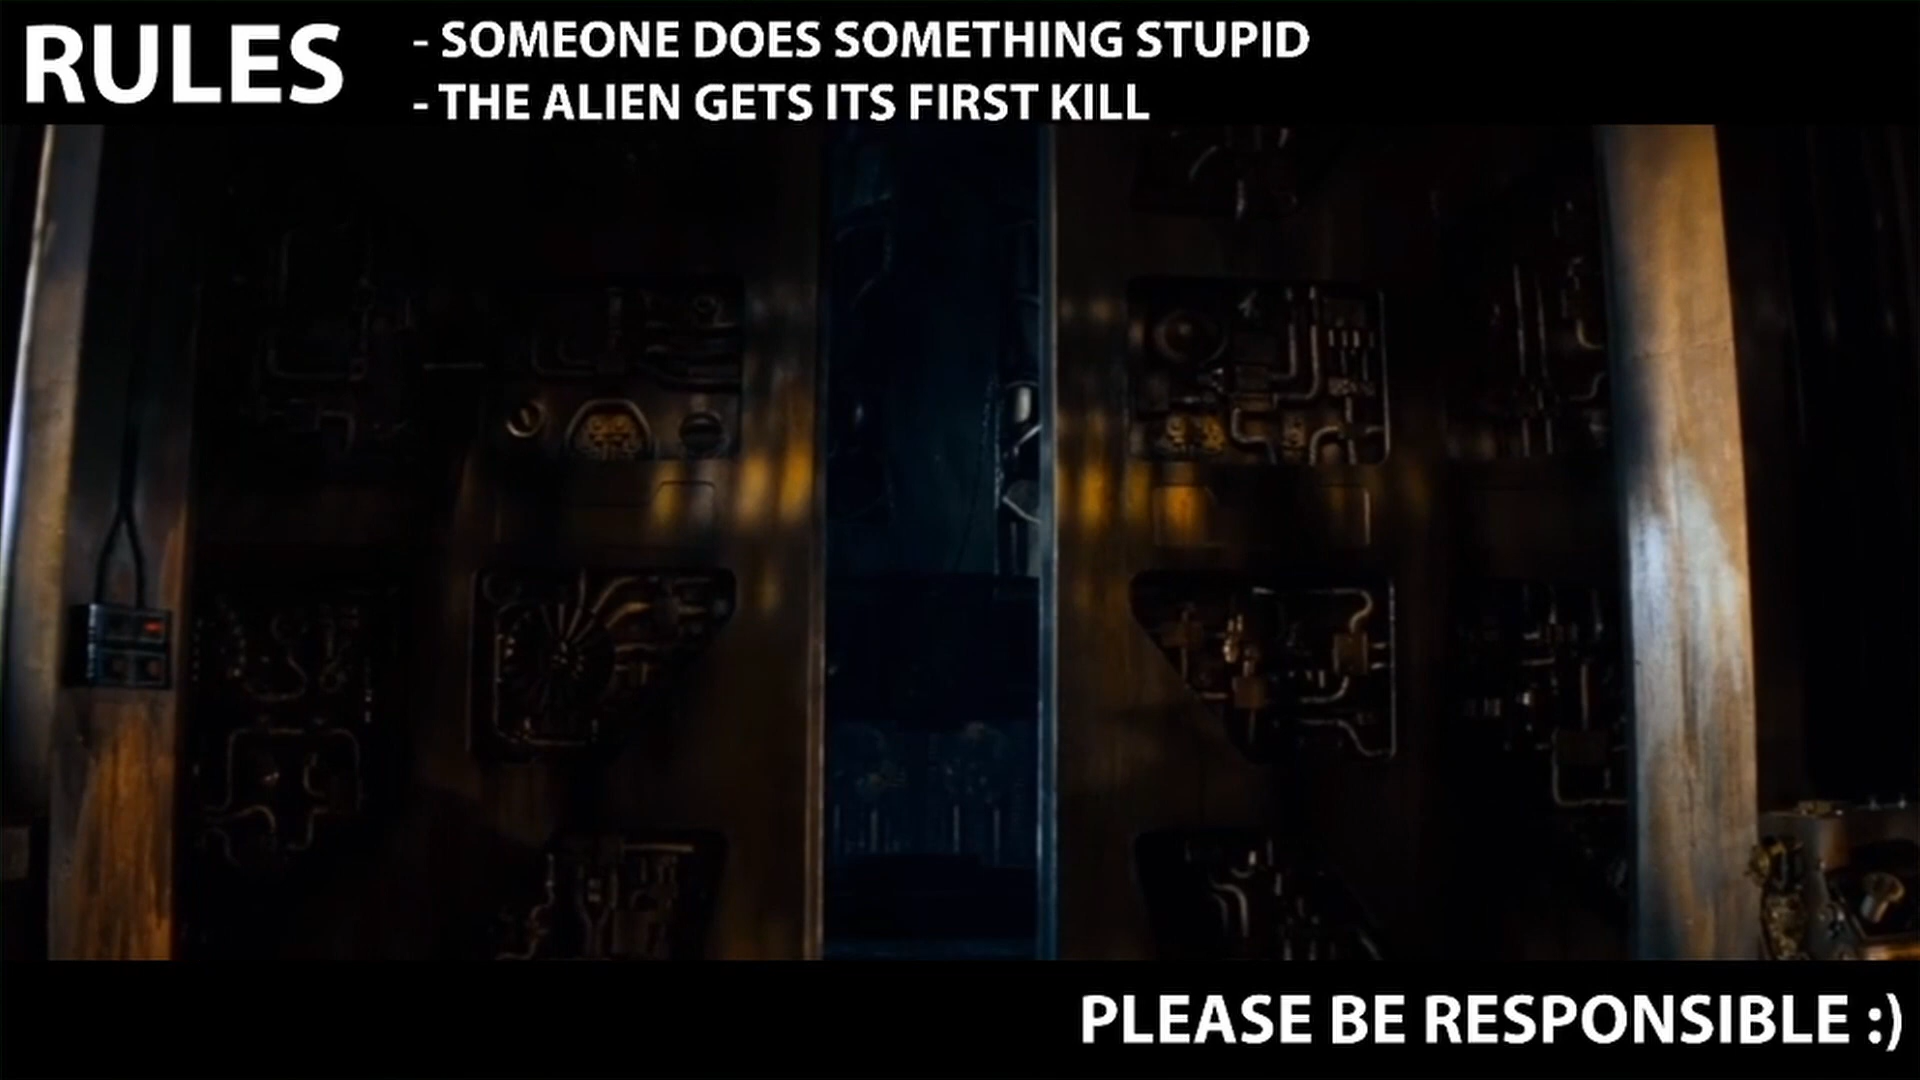 RULES
- SOMEONE DOES SOMETHING STUPID
- THE ALIEN GETS ITS FIRST KILL
PLEASE BE RESPONSIBLE :)